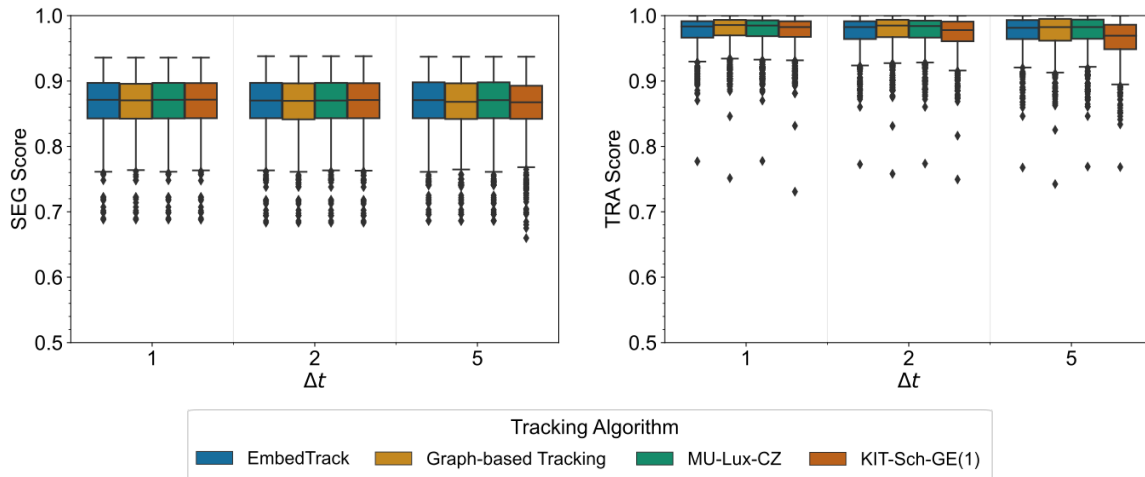 SEG Score
1.0
0.9
0.8
0.7
0.6
0.5
1
2
5
Δt
TRA Score
1.0
0.9
0.8
0.7
0.6
0.5
1
2
5
Δt
Tracking Algorithm
EmbedTrack
Graph-based Tracking
MU-Lux-CZ
KIT-Sch-GE(1)